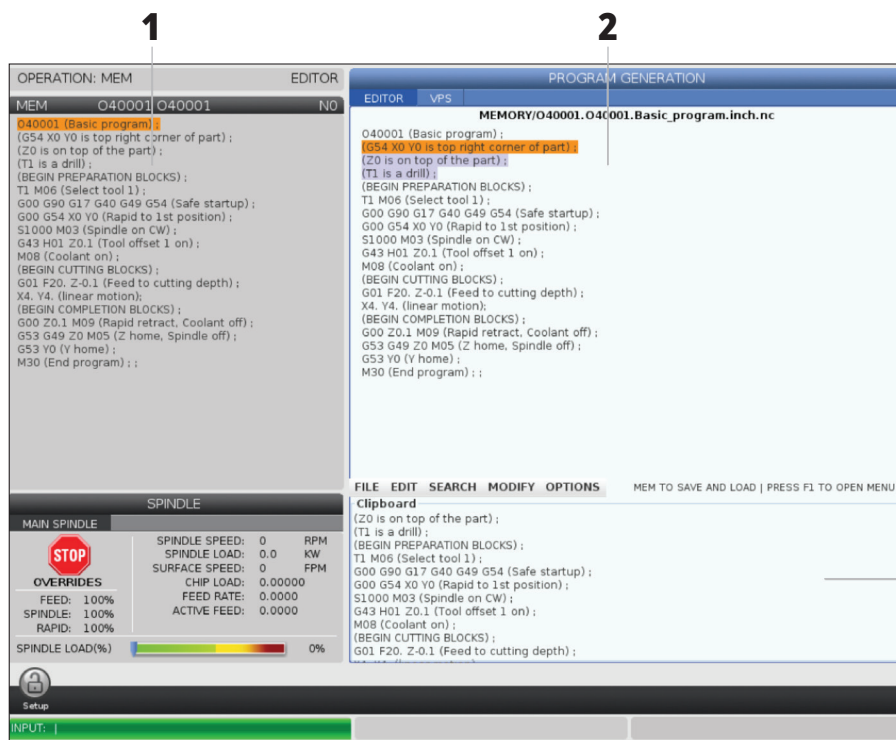 1 2
OPERATION: MEM EDITOR
MEM O40001 O40001 N0
O40001 (Basic program) ;
(G54 X0 Y0 is top right corner of part) ;
(Z0 is on top of the part) ;
(T1 is a drill) ;
(BEGIN PREPARATION BLOCKS) ;
T1 M06 (Select tool 1) ;
G00 G90 G17 G40 G49 G54 (Safe startup) ;
G00 G54 X0 Y0 (Rapid to 1st position) ;
S1000 M03 (Spindle on CW) ;
G43 H01 Z0.1 (Tool offset 1 on) ;
M08 (Coolant on) ;
(BEGIN CUTTING BLOCKS) ;
G01 F20. Z-0.1 (Feed to cutting depth) ;
X4. Y4. (linear motion);
(BEGIN COMPLETION BLOCKS) ;
G00 Z0.1 M09 (Rapid retract, Coolant off) ;
G53 G49 Z0 M05 (Z home, Spindle off) ;
G53 Y0 (Y home) ;
M30 (End program) ; ;
PROGRAM GENERATION
EDITOR VPS
MEMORY/O40001.O40001.Basic_program.inch.nc
O40001 (Basic program) ;
(G54 X0 Y0 is top right corner of part) ;
(Z0 is on top of the part) ;
(T1 is a drill) ;
(BEGIN PREPARATION BLOCKS) ;
T1 M06 (Select tool 1) ;
G00 G90 G17 G40 G49 G54 (Safe startup) ;
G00 G54 X0 Y0 (Rapid to 1st position) ;
S1000 M03 (Spindle on CW) ;
G43 H01 Z0.1 (Tool offset 1 on) ;
M08 (Coolant on) ;
(BEGIN CUTTING BLOCKS) ;
G01 F20. Z-0.1 (Feed to cutting depth) ;
X4. Y4. (linear motion);
(BEGIN COMPLETION BLOCKS) ;
G00 Z0.1 M09 (Rapid retract, Coolant off) ;
G53 G49 Z0 M05 (Z home, Spindle off) ;
G53 Y0 (Y home) ;
M30 (End program) ; ;
FILE EDIT SEARCH MODIFY OPTIONS MEM TO SAVE AND LOAD | PRESS F1 TO OPEN MENU
Clipboard
(Z0 is on top of the part) ;
(T1 is a drill) ;
(BEGIN PREPARATION BLOCKS) ;
T1 M06 (Select tool 1) ;
G00 G90 G17 G40 G49 G54 (Safe startup) ;
G00 G54 X0 Y0 (Rapid to 1st position) ;
S1000 M03 (Spindle on CW) ;
G43 H01 Z0.1 (Tool offset 1 on) ;
M08 (Coolant on) ;
(BEGIN CUTTING BLOCKS) ;
G01 F20. Z-0.1 (Feed to cutting depth) ;
SPINDLE
MAIN SPINDLE
STOP
OVERRIDES
FEED: 100%
SPINDLE: 100%
RAPID: 100%
SPINDLE SPEED: 0 RPM
SPINDLE LOAD: 0.0 KW
SURFACE SPEED: 0 FPM
CHIP LOAD: 0.00000
FEED RATE: 0.0000
ACTIVE FEED: 0.0000
SPINDLE LOAD(%) 0%
Setup
INPUT: |